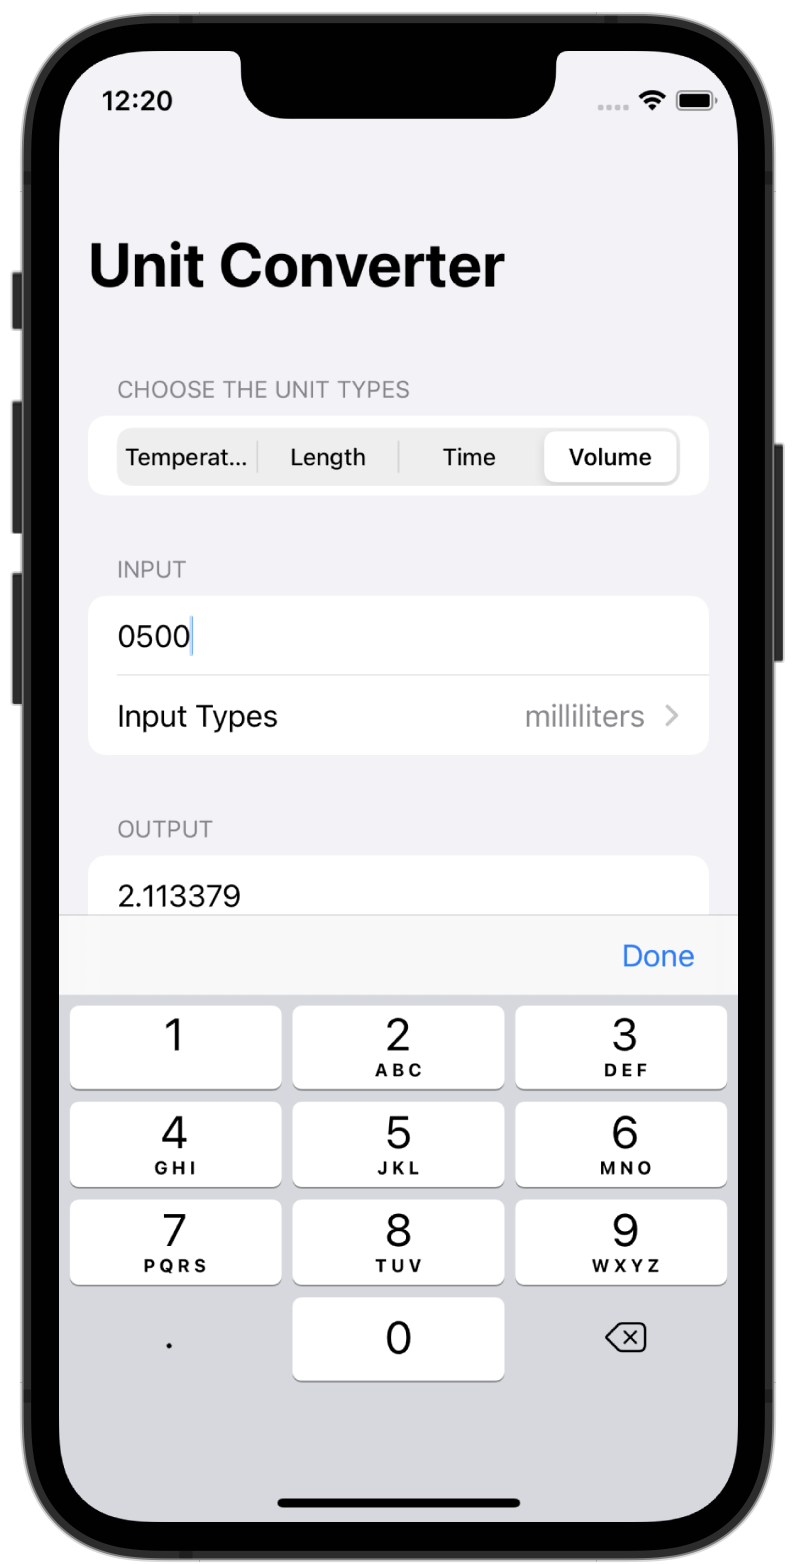 12:20
Unit Converter
CHOOSE THE UNIT TYPES
Temperat... Length Time Volume
INPUT
0500
Input Types milliliters
OUTPUT
2.113379
Done
1 2 3
ABC DEF
4 5 6
GHI JKL MNO
7 8 9
PQRS TUV WXYZ
. 0